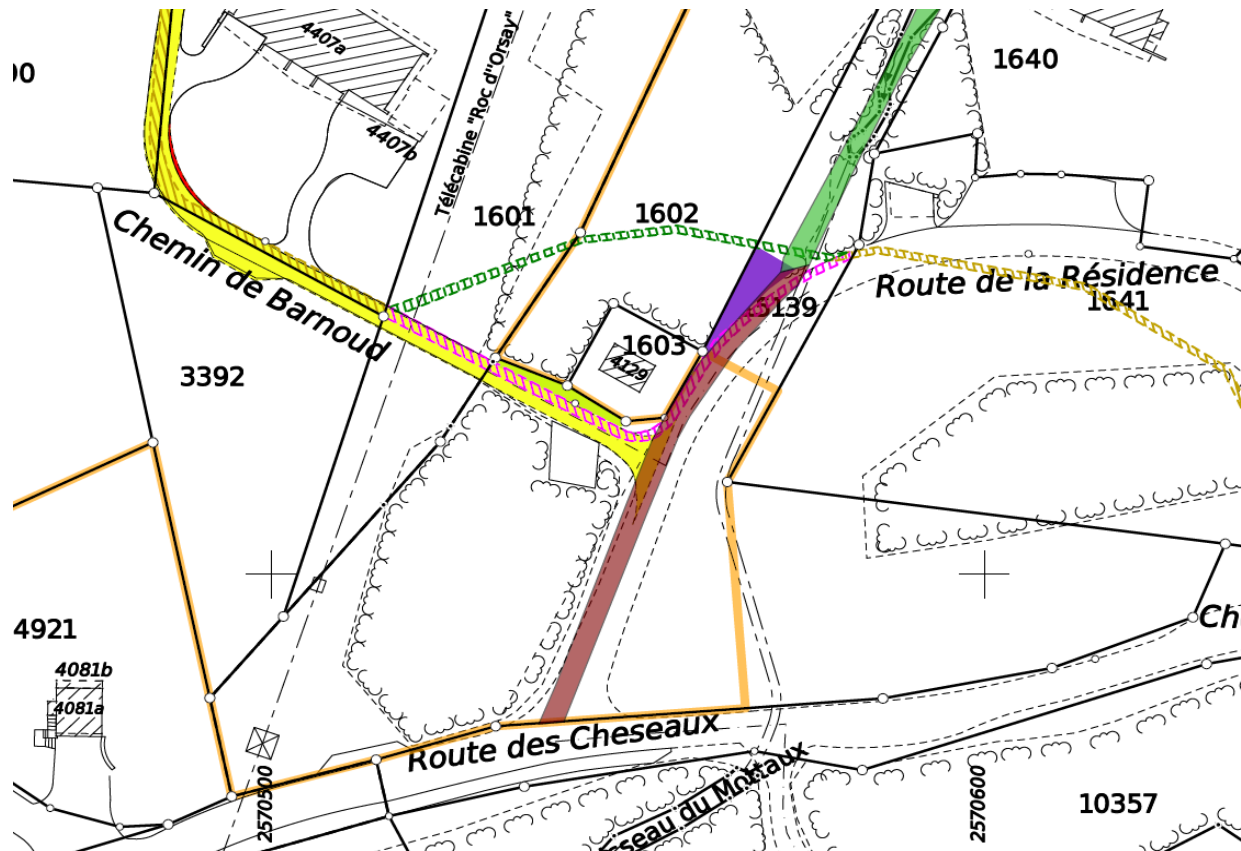 4407a
Télécabine "Roc d''Orsay"
1640
00
4407b
1601
1602
Chemin de Barnoud
Route de la Résidence
1641
5139
1603
4129
3392
4921
4081b
4081a
Route des Cheseaux
Ch
seau du Mottaux
2570500
2570600
10357